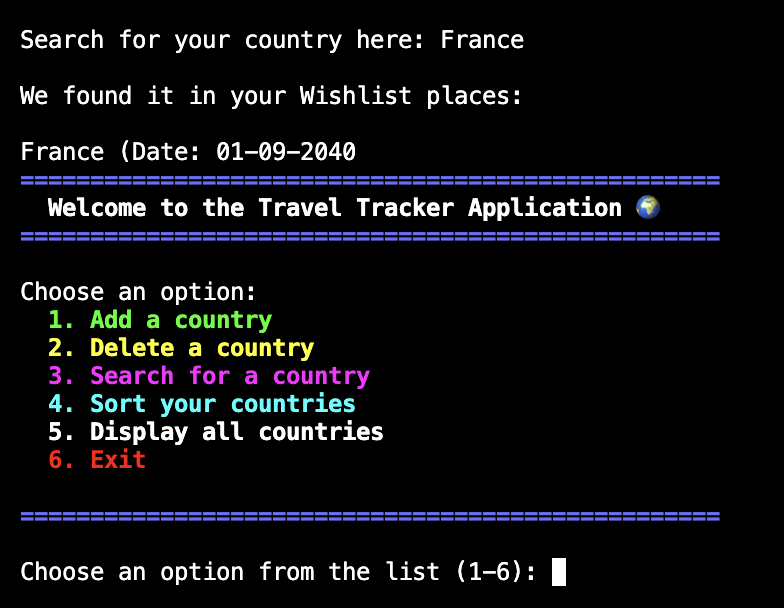 Search for your country here: France
We found it in your Wishlist places:
France (Date: 01-09-2040
==================================================
Welcome to the Travel Tracker Application 🌍
==================================================
Choose an option:
1. Add a country
2. Delete a country
3. Search for a country
4. Sort your countries
5. Display all countries
6. Exit
==================================================
Choose an option from the list (1-6):